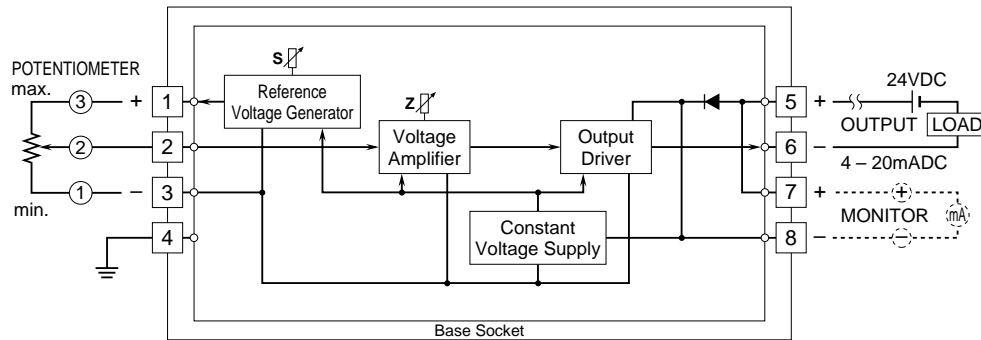 POTENTIOMETER
max.
3 + 1
2 2
1 – 3
min.
4
S
Reference
Voltage Generator
Z
Voltage
Amplifier
Output
Driver
Constant
Voltage Supply
24VDC
5 +
OUTPUT LOAD
6 –
4 – 20mADC
7 + +
MONITOR mA
8 – –
Base Socket